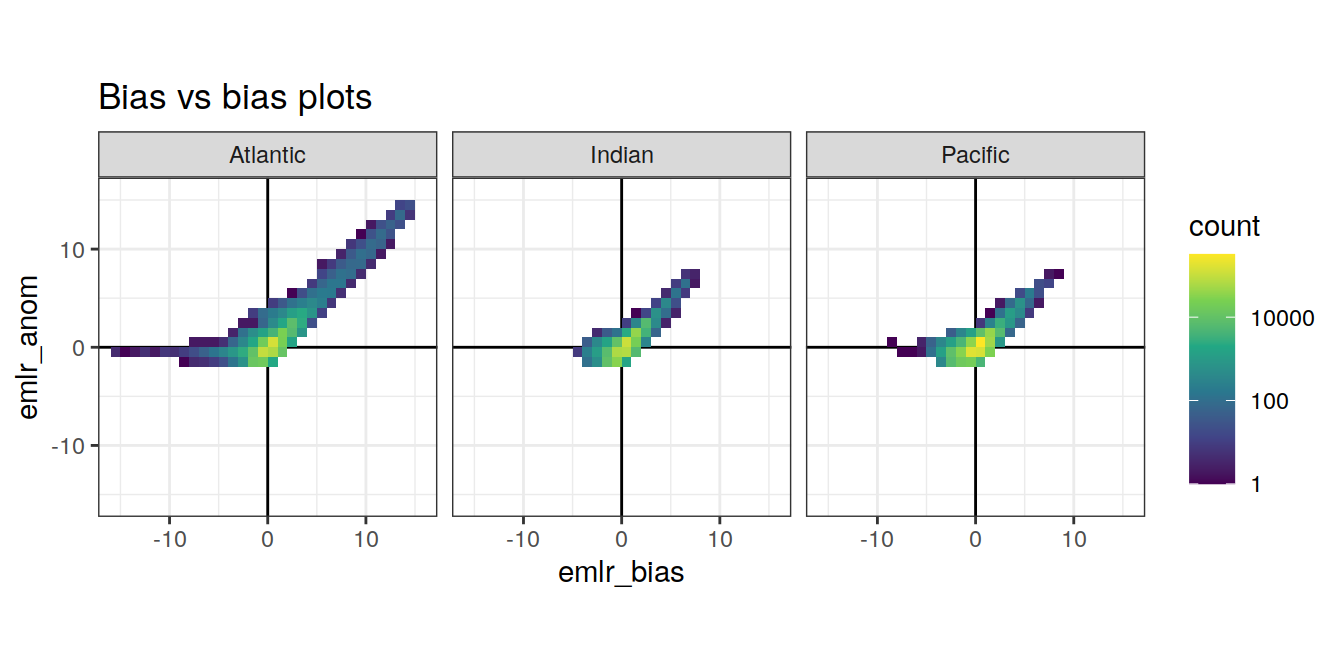 Bias vs bias plots
Atlantic Indian Pacific
count
10
0
-10
10000
100
1
emlr_anom
-10 0 10 -10 0 10 -10 0 10
emlr_bias